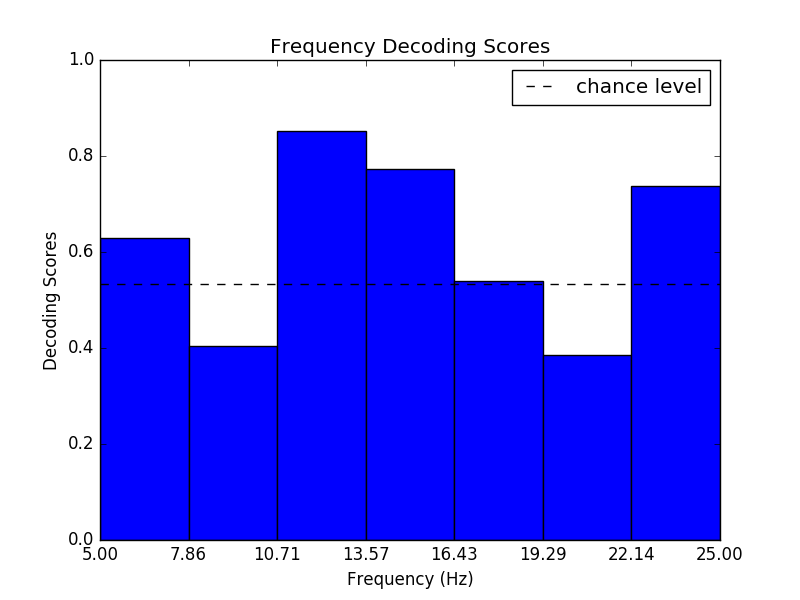 Frequency Decoding Scores
chance level
1.0
0.8
0.6
0.4
0.2
0.0
Decoding Scores
5.00 7.86 10.71 13.57 16.43 19.29 22.14 25.00
Frequency (Hz)